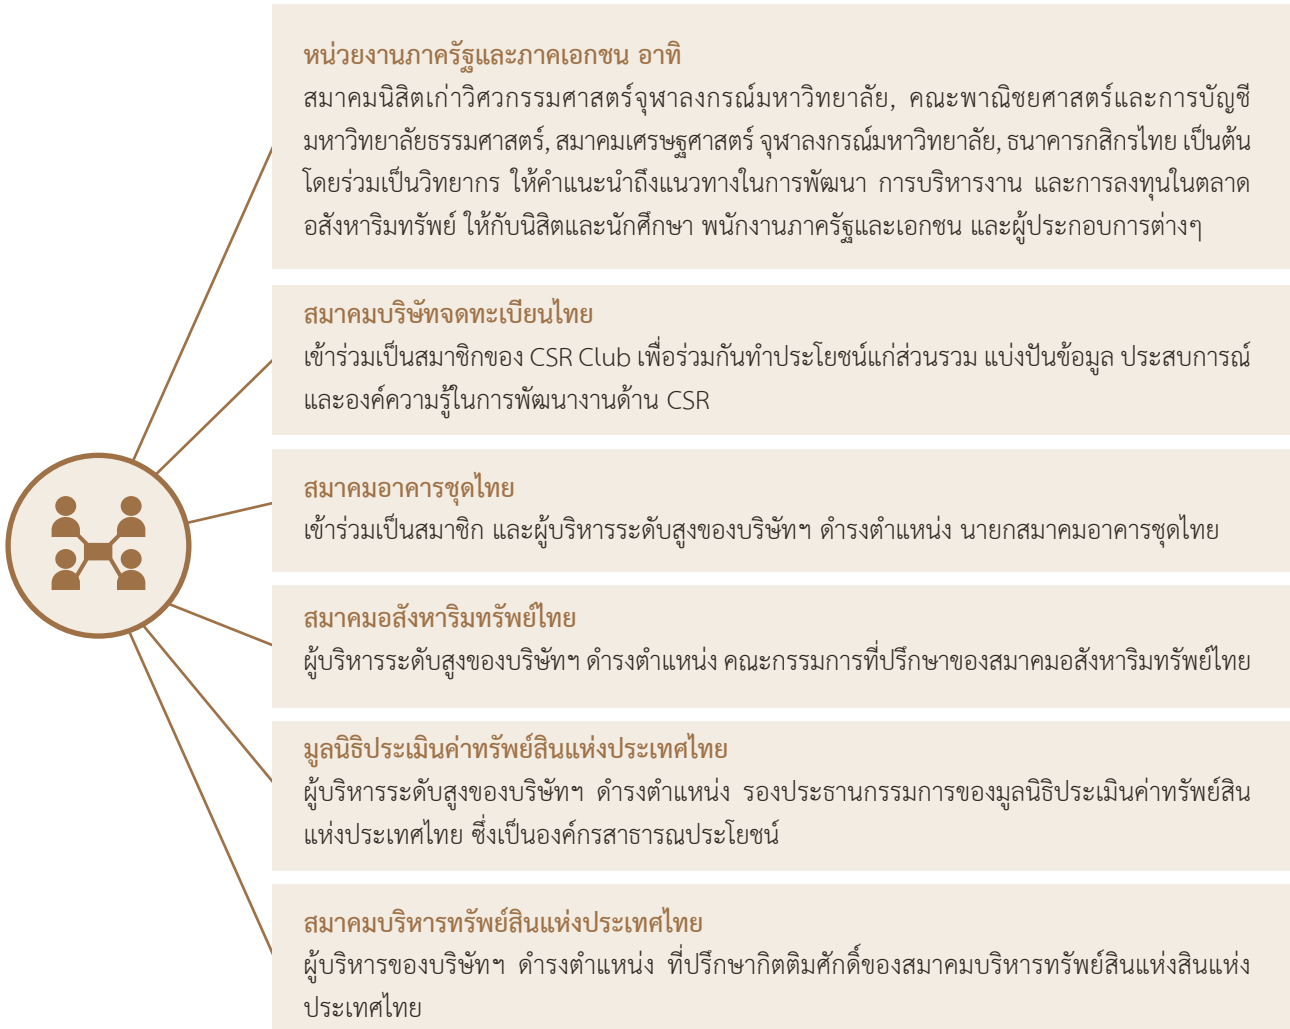 หน่วยงานภาครัฐและภาคเอกชน อาทิ
สมาคมนิสิตเก่าวิศวกรรมศาสตร์จุฬาลงกรณ์มหาวิทยาลัย, คณะพาณิชยศาสตร์และการบัญชี
มหาวิทยาลัยธรรมศาสตร์, สมาคมเศรษฐศาสตร์ จุฬาลงกรณ์มหาวิทยาลัย, ธนาคารกสิกรไทย เป็นต้น
โดยร่วมเป็นวิทยากร ให้คำแนะนำถึงแนวทางในการพัฒนา การบริหารงาน และการลงทุนในตลาด
อสังหาริมทรัพย์ ให้กับนิสิตและนักศึกษา พนักงานภาครัฐและเอกชน และผู้ประกอบการต่างๆ
สมาคมบริษัทจดทะเบียนไทย
เข้าร่วมเป็นสมาชิกของ CSR Club เพื่อร่วมกันทำประโยชน์แก่ส่วนรวม แบ่งปันข้อมูล ประสบการณ์
และองค์ความรู้ในการพัฒนางานด้าน CSR
สมาคมอาคารชุดไทย
เข้าร่วมเป็นสมาชิก และผู้บริหารระดับสูงของบริษัทฯ ดำรงตำแหน่ง นายกสมาคมอาคารชุดไทย
สมาคมอสังหาริมทรัพย์ไทย
ผู้บริหารระดับสูงของบริษัทฯ ดำรงตำแหน่ง คณะกรรมการที่ปรึกษาของสมาคมอสังหาริมทรัพย์ไทย
มูลนิธิประเมินค่าทรัพย์สินแห่งประเทศไทย
ผู้บริหารระดับสูงของบริษัทฯ ดำรงตำแหน่ง รองประธานกรรมการของมูลนิธิประเมินค่าทรัพย์สิน
แห่งประเทศไทย ซึ่งเป็นองค์กรสาธารณประโยชน์
สมาคมบริหารทรัพย์สินแห่งประเทศไทย
ผู้บริหารของบริษัทฯ ดำรงตำแหน่ง ที่ปรึกษากิตติมศักดิ์ของสมาคมบริหารทรัพย์สินแห่งสินแห่ง
ประเทศไทย